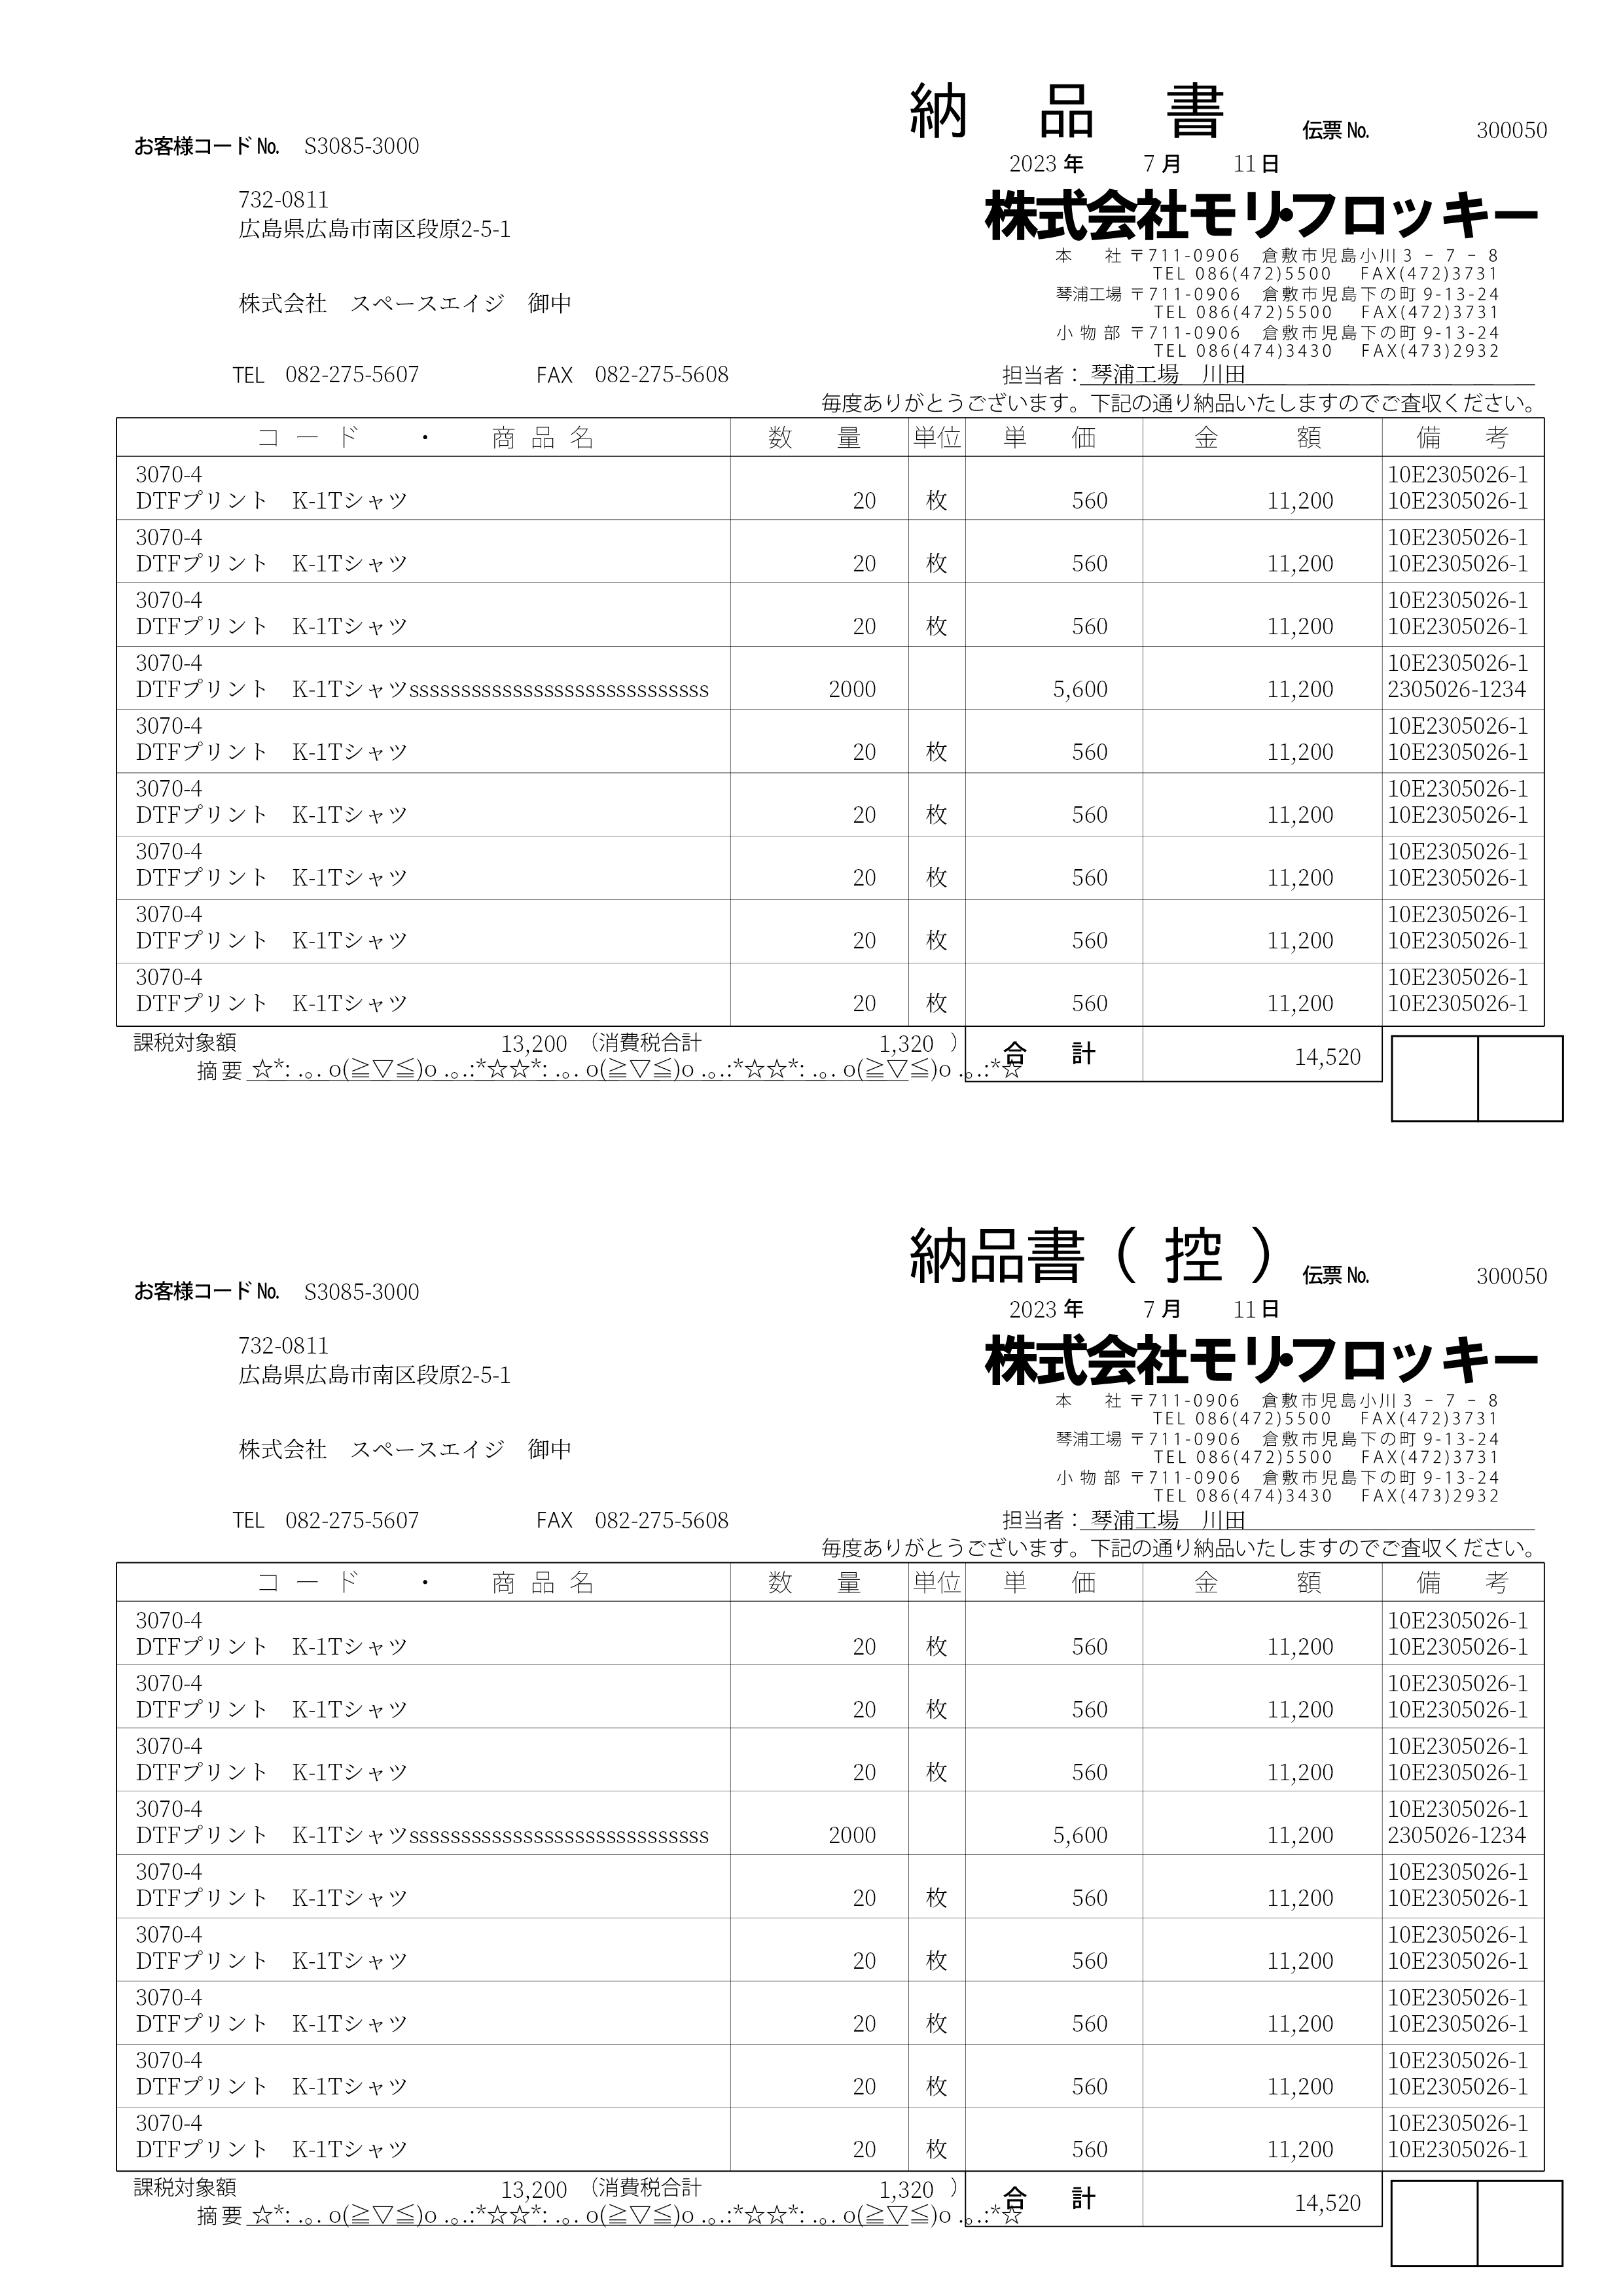 納 品 書
伝票 No. 300050
お客様コード No. S3085-3000
2023 年 7 月 11 日
732-0811
広島県広島市南区段原2-5-1
株式会社モリ・フロッキー
本 社 〒711-0906 倉敷市児島小川3-7-8
TEL 086(472)5500 FAX(472)3731
琴浦工場 〒711-0906 倉敷市児島下の町 9-13-24
TEL 086(472)5500 FAX(472)3731
小 物 部 〒711-0906 倉敷市児島下の町 9-13-24
TEL 086(474)3430 FAX(473)2932
株式会社 スペースエイジ 御中
TEL 082-275-5607 FAX 082-275-5608
担当者: 琴浦工場 川田
毎度ありがとうございます。下記の通り納品いたしますのでご査収ください。
コード ・ 商品名 数 量 単位 単 価 金 額 備 考
3070-4 10E2305026-1
DTFプリント K-1Tシャツ 20 枚 560 11,200 10E2305026-1
3070-4 10E2305026-1
DTFプリント K-1Tシャツ 20 枚 560 11,200 10E2305026-1
3070-4 10E2305026-1
DTFプリント K-1Tシャツ 20 枚 560 11,200 10E2305026-1
3070-4 10E2305026-1
DTFプリント K-1Tシャツsssssssssssssssssssssssssssss 2000 5,600 11,200 2305026-1234
3070-4 10E2305026-1
DTFプリント K-1Tシャツ 20 枚 560 11,200 10E2305026-1
3070-4 10E2305026-1
DTFプリント K-1Tシャツ 20 枚 560 11,200 10E2305026-1
3070-4 10E2305026-1
DTFプリント K-1Tシャツ 20 枚 560 11,200 10E2305026-1
3070-4 10E2305026-1
DTFプリント K-1Tシャツ 20 枚 560 11,200 10E2305026-1
3070-4 10E2305026-1
DTFプリント K-1Tシャツ 20 枚 560 11,200 10E2305026-1
課税対象額 13,200 (消費税合計 1,320 ) 合 計 14,520
摘 要 ☆*: .｡. o(≧▽≦)o .｡.:*☆☆*: .｡. o(≧▽≦)o .｡.:*☆☆*: .｡. o(≧▽≦)o .｡.:*☆
納品書( 控 )
伝票 No. 300050
お客様コード No. S3085-3000
2023 年 7 月 11 日
732-0811
広島県広島市南区段原2-5-1
株式会社モリ・フロッキー
本 社 〒711-0906 倉敷市児島小川3-7-8
TEL 086(472)5500 FAX(472)3731
琴浦工場 〒711-0906 倉敷市児島下の町 9-13-24
TEL 086(472)5500 FAX(472)3731
小 物 部 〒711-0906 倉敷市児島下の町 9-13-24
TEL 086(474)3430 FAX(473)2932
株式会社 スペースエイジ 御中
TEL 082-275-5607 FAX 082-275-5608
担当者: 琴浦工場 川田
毎度ありがとうございます。下記の通り納品いたしますのでご査収ください。
コード ・ 商品名 数 量 単位 単 価 金 額 備 考
3070-4 10E2305026-1
DTFプリント K-1Tシャツ 20 枚 560 11,200 10E2305026-1
3070-4 10E2305026-1
DTFプリント K-1Tシャツ 20 枚 560 11,200 10E2305026-1
3070-4 10E2305026-1
DTFプリント K-1Tシャツ 20 枚 560 11,200 10E2305026-1
3070-4 10E2305026-1
DTFプリント K-1Tシャツsssssssssssssssssssssssssssss 2000 5,600 11,200 2305026-1234
3070-4 10E2305026-1
DTFプリント K-1Tシャツ 20 枚 560 11,200 10E2305026-1
3070-4 10E2305026-1
DTFプリント K-1Tシャツ 20 枚 560 11,200 10E2305026-1
3070-4 10E2305026-1
DTFプリント K-1Tシャツ 20 枚 560 11,200 10E2305026-1
3070-4 10E2305026-1
DTFプリント K-1Tシャツ 20 枚 560 11,200 10E2305026-1
3070-4 10E2305026-1
DTFプリント K-1Tシャツ 20 枚 560 11,200 10E2305026-1
課税対象額 13,200 (消費税合計 1,320 ) 合 計 14,520
摘 要 ☆*: .｡. o(≧▽≦)o .｡.:*☆☆*: .｡. o(≧▽≦)o .｡.:*☆☆*: .｡. o(≧▽≦)o .｡.:*☆